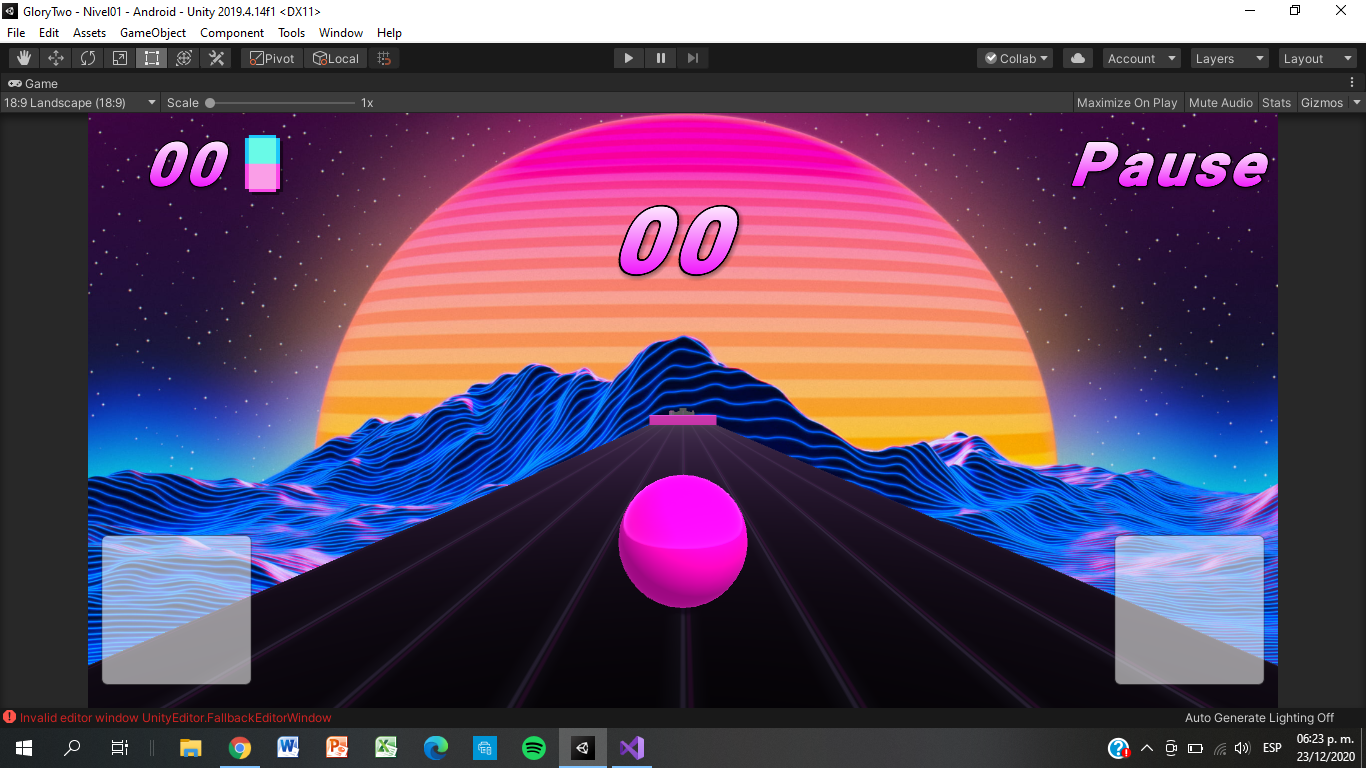 GloryTwo - Nivel01 - Android - Unity 2019.4.14f1 <DX11>
File Edit Assets GameObject Component Tools Window Help
Pivot Local Collab Account Layers Layout
Game
18:9 Landscape (18:9) Scale 1x Maximize On Play Mute Audio Stats Gizmos
00 Pause
00
Invalid editor window UnityEditor.FallbackEditorWindow Auto Generate Lighting Off
ESP 06:23 p. m.
23/12/2020